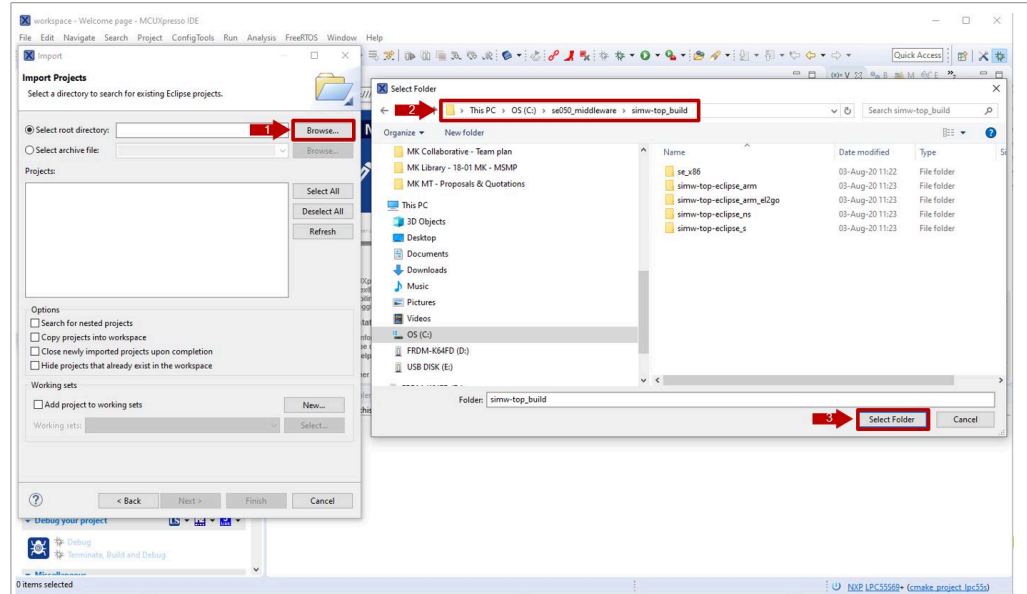 workspace - Welcome page - MCUXpresso IDE
File Edit Navigate Search Project ConfigTools Run Analysis FreeRTOS Window Help
Quick Access
Import
Import Projects
Select a directory to search for existing Eclipse projects.
Select root directory:
1
Browse...
Select archive file:
Browse...
Projects:
Select All
Deselect All
Refresh
Options
Search for nested projects
Copy projects into workspace
Close newly imported projects upon completion
Hide projects that already exist in the workspace
Working sets
Add project to working sets
New...
Working sets:
Select...
< Back
Next >
Finish
Cancel
Select Folder
2
This PC > OS (C:) > se050_middleware > simw-top_build
Search simw-top_build
Organize
New folder
MK Collaborative - Team plan
MK Library - 18-01 MK - MSMP
MK MT - Proposals & Quotations
This PC
3D Objects
Desktop
Documents
Downloads
Music
Pictures
Videos
OS (C:)
FRDM-K64FD (D:)
USB DISK (E:)
Name Date modified Type Si
se_x86 03-Aug-20 11:22 File folder
simw-top-eclipse_arm 03-Aug-20 11:23 File folder
simw-top-eclipse_arm_el2go 03-Aug-20 11:23 File folder
simw-top-eclipse_ns 03-Aug-20 11:23 File folder
simw-top-eclipse_s 03-Aug-20 11:23 File folder
Folder: simw-top_build
3
Select Folder
Cancel
Debug your project
Debug
Terminate, Build and Debug
Miscellaneous
0 items selected
NXP LPC55S69* (cmake_project_lpc55s)